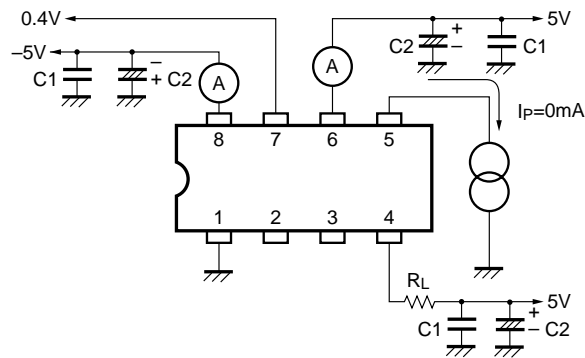 0.4V
5V
–5V
C2
+
–
C1
C1
–
+ C2
A
A
IP=0mA
8 7 6 5
1 2 3 4
RL
5V
C1
+
– C2